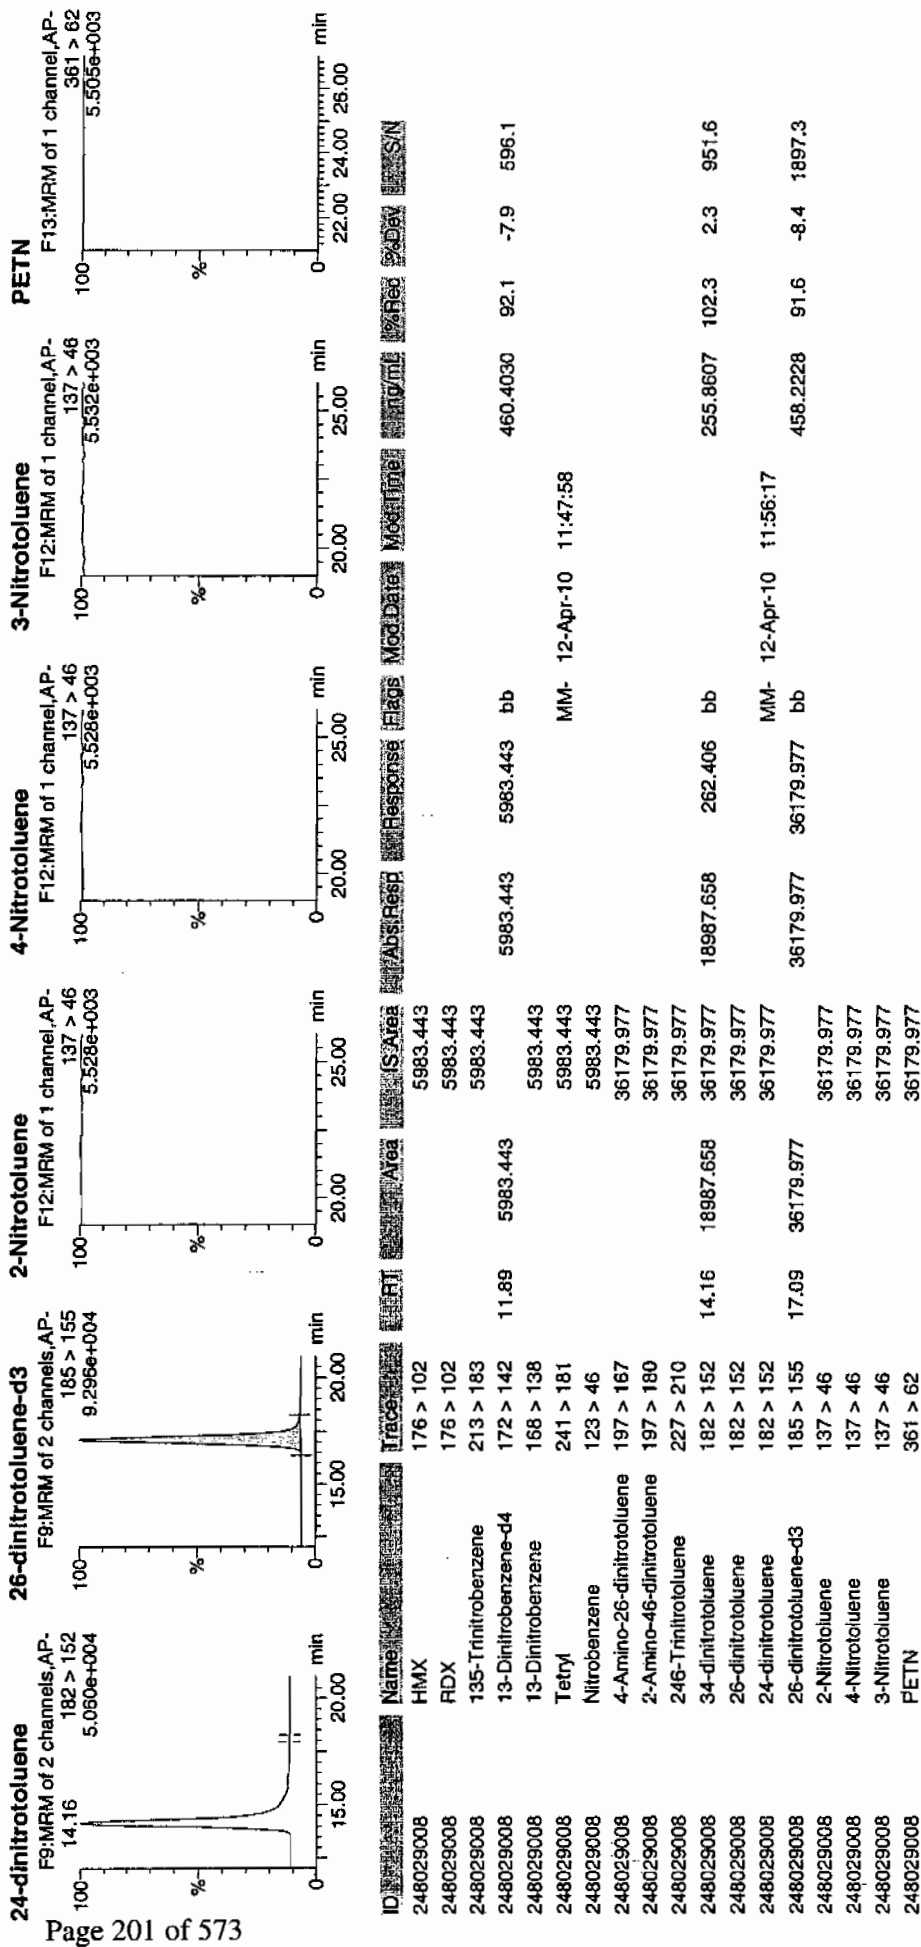 24-dinitrotoluene
F9:MRM of 2 channels,AP-
14.16 182 > 152
5.060e+004
100
%
0
15.00 20.00 min
26-dinitrotoluene-d3
F9:MRM of 2 channels,AP-
185 > 155
9.296e+004
100
%
0
15.00 20.00 min
2-Nitrotoluene
F12:MRM of 1 channel,AP-
137 > 46
5.528e+003
100
%
0
20.00 25.00 min
4-Nitrotoluene
F12:MRM of 1 channel,AP-
137 > 46
5.528e+003
100
%
0
20.00 25.00 min
3-Nitrotoluene
F12:MRM of 1 channel,AP-
137 > 46
5.532e+003
100
%
0
20.00 25.00 min
PETN
F13:MRM of 1 channel,AP-
361 > 62
5.505e+003
100
%
0
22.00 24.00 26.00 min
ID Name Trace RT Area IS Area Abs.Resp Response Flags Mod.Date Mod.Time ng/mL %Rec %Dev S/N
248029008 HMX 176 > 102 5983.443
248029008 RDX 176 > 102 5983.443
248029008 135-Trinitrobenzene 213 > 183 5983.443
248029008 13-Dinitrobenzene-d4 172 > 142 11.89 5983.443 5983.443 5983.443 bb 460.4030 92.1 -7.9 596.1
248029008 13-Dinitrobenzene 168 > 138 5983.443
248029008 Tetryl 241 > 181 5983.443 MM- 12-Apr-10 11:47:58
248029008 Nitrobenzene 123 > 46 5983.443
248029008 4-Amino-26-dinitrotoluene 197 > 167 36179.977
248029008 2-Amino-46-dinitrotoluene 197 > 180 36179.977
248029008 246-Trinitrotoluene 227 > 210 36179.977
248029008 34-dinitrotoluene 182 > 152 14.16 18987.658 36179.977 18987.658 262.406 bb 255.8607 102.3 2.3 951.6
248029008 26-dinitrotoluene 182 > 152 36179.977
248029008 24-dinitrotoluene 182 > 152 36179.977 MM- 12-Apr-10 11:56:17
248029008 26-dinitrotoluene-d3 185 > 155 17.09 36179.977 36179.977 36179.977 bb 458.2228 91.6 -8.4 1897.3
248029008 2-Nitrotoluene 137 > 46 36179.977
248029008 4-Nitrotoluene 137 > 46 36179.977
248029008 3-Nitrotoluene 137 > 46 36179.977
248029008 PETN 361 > 62 36179.977
Page 201 of 573